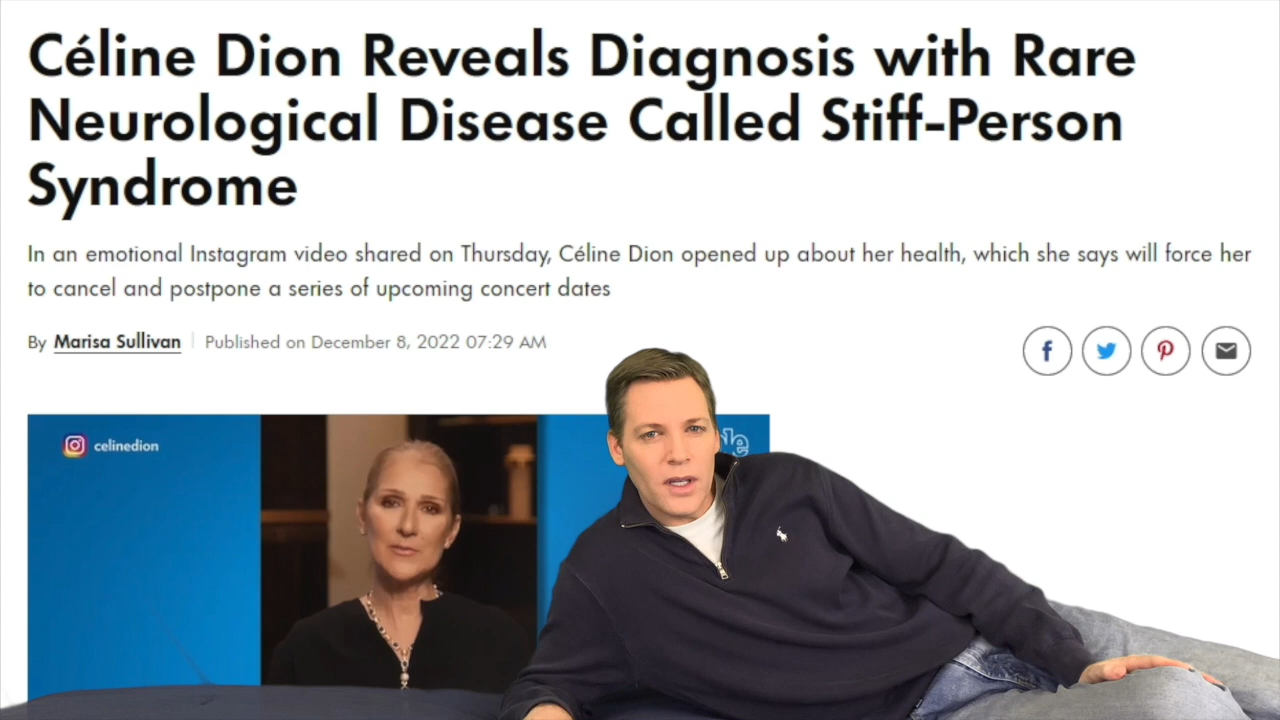 Céline Dion Reveals Diagnosis with Rare
Neurological Disease Called Stiff-Person
Syndrome
In an emotional Instagram video shared on Thursday, Céline Dion opened up about her health, which she says will force her
to cancel and postpone a series of upcoming concert dates
By Marisa Sullivan Published on December 8, 2022 07:29 AM
celinedion